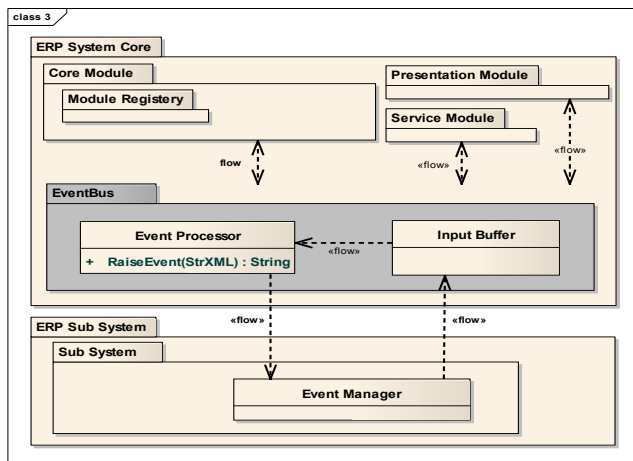 class 3
ERP System Core
Core Module
Module Registery
Presentation Module
Service Module
flow
«flow»
«flow»
EventBus
Event Processor
+ RaiseEvent(StrXML) : String
«flow»
Input Buffer
«flow»
«flow»
ERP Sub System
Sub System
Event Manager